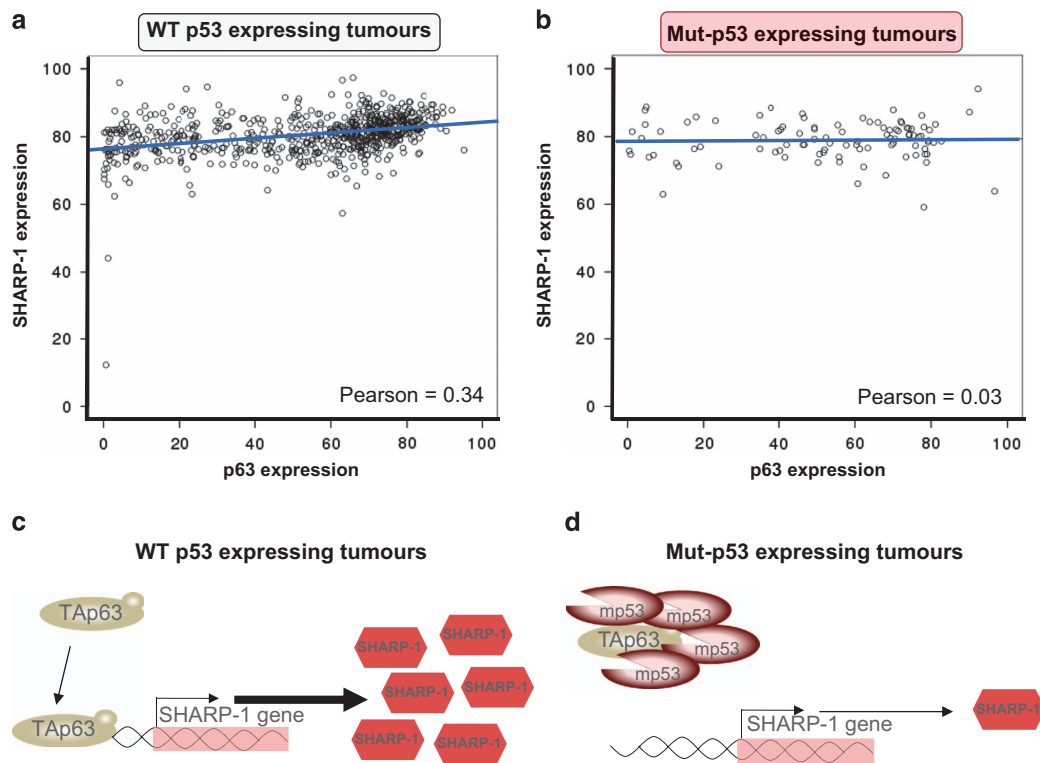 a
WT p53 expressing tumours
100
80
60
40
20
0
SHARP-1 expression
Pearson = 0.34
0 20 40 60 80 100
p63 expression
b
Mut-p53 expressing tumours
100
80
60
40
20
0
SHARP-1 expression
Pearson = 0.03
0 20 40 60 80 100
p63 expression
c
WT p53 expressing tumours
TAp63
TAp63
SHARP-1 gene
SHARP-1
SHARP-1
SHARP-1
SHARP-1
SHARP-1
SHARP-1
d
Mut-p53 expressing tumours
mp53
mp53
TAp63
mp53
mp53
SHARP-1 gene
SHARP-1